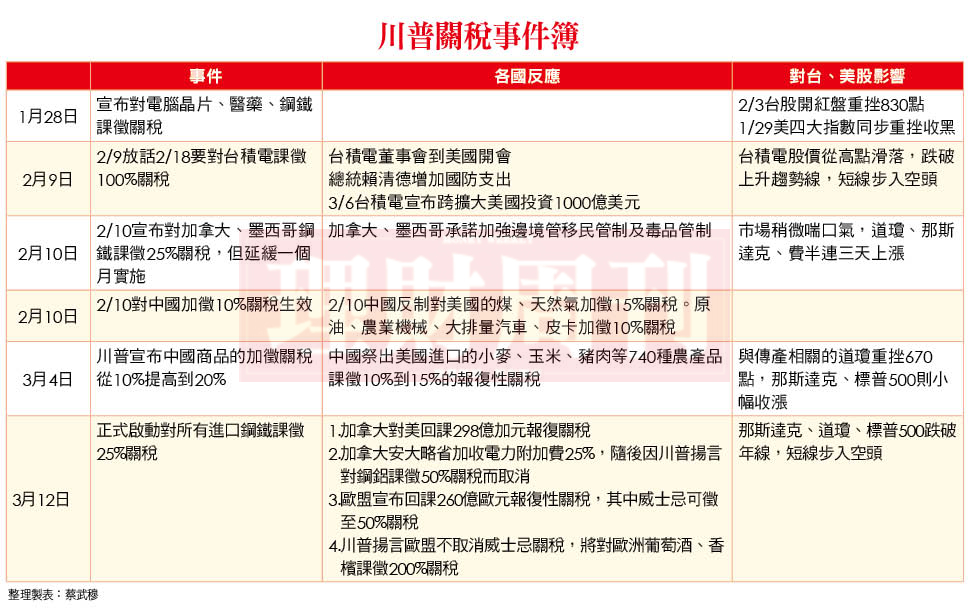 川普關稅事件簿
事件
各國反應
對台、美股影響
1月28日
宣布對電腦晶片、醫藥、鋼鐵
課徵關稅
2/3台股開紅盤重挫830點
1/29美四大指數同步重挫收黑
2月9日
2/9放話2/18要對台積電課徵
100%關稅
台積電董事會到美國開會
總統賴清德增加國防支出
3/6台積電宣布跨擴大美國投資1000億美元
台積電股價從高點滑落，跌破
上升趨勢線，短線步入空頭
2月10日
2/10宣布對加拿大、墨西哥鋼
鐵課徵25%關稅，但延緩一個
月實施
加拿大、墨西哥承諾加強邊境管移民管制及毒品管制
市場稍微喘口氣，道瓊、那斯
達克、費半連三天上漲
2月10日
2/10對中國加徵10%關稅生效
2/10中國反制對美國的煤、天然氣加徵15%關稅。原
油、農業機械、大排量汽車、皮卡加徵10%關稅
3月4日
川普宣布中國商品的加徵關稅
從10%提高到20%
中國祭出美國進口的小麥、玉米、豬肉等740種農產品
課徵10%到15%的報復性關稅
與傳產相關的道瓊重挫670
點，那斯達克、標普500則小
幅收漲
3月12日
正式啟動對所有進口鋼鐵課徵
25%關稅
1.加拿大對美回課298億加元報復關稅
2.加拿大安大略省加收電力附加費25%，隨後因川普揚言
對鋼鋁課徵50%關稅而取消
3.歐盟宣布回課260億歐元報復性關稅，其中威士忌可徵
至50%關稅
4.川普揚言歐盟不取消威士忌關稅，將對歐洲葡萄酒、香
檳課徵200%關稅
那斯達克、道瓊、標普500跌破
年線，短線步入空頭
理財周刊
整理製表：蔡武穆